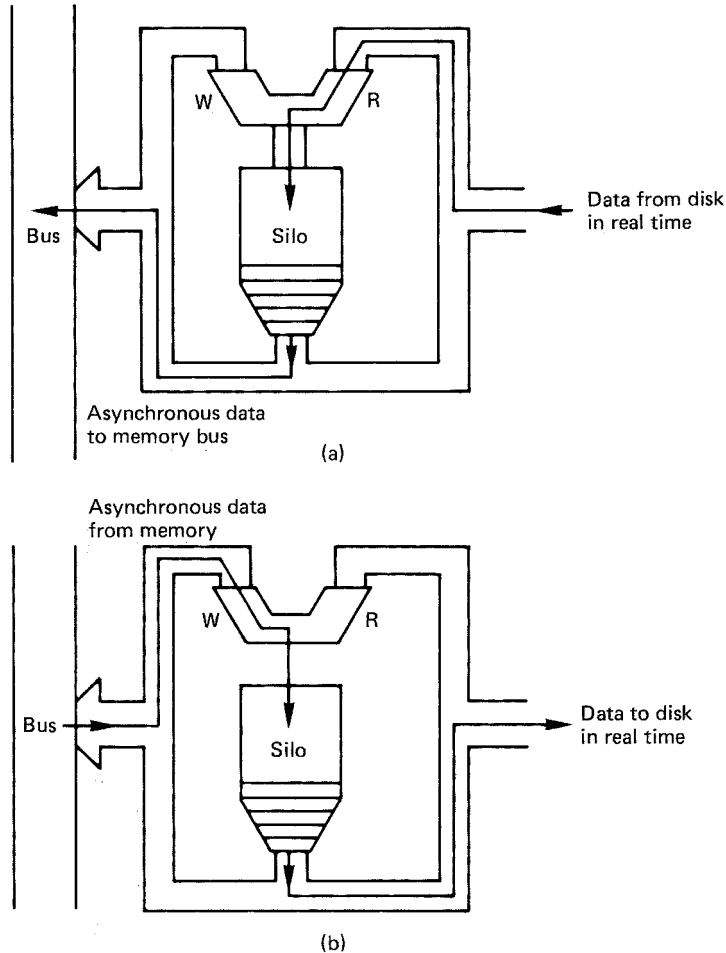 W
R
Silo
Bus
Data from disk
in real time
Asynchronous data
to memory bus
(a)
Asynchronous data
from memory
W
R
Bus
Silo
Data to disk
in real time
(b)